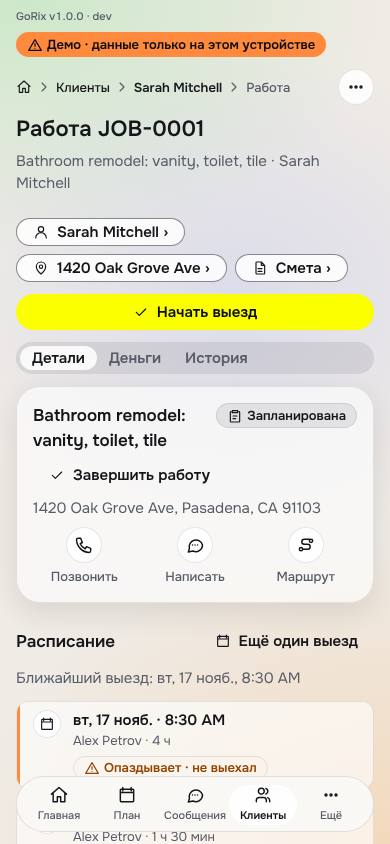 GoRix v1.0.0 · dev
Демо · данные только на этом устройстве
Клиенты
Sarah Mitchell
Работа
Работа JOB-0001
Bathroom remodel: vanity, toilet, tile · Sarah
Mitchell
Sarah Mitchell ›
1420 Oak Grove Ave ›
Смета ›
Начать выезд
Детали
Деньги
История
Bathroom remodel:
vanity, toilet, tile
Запланирована
Завершить работу
1420 Oak Grove Ave, Pasadena, CA 91103
Позвонить
Написать
Маршрут
Расписание
Ещё один выезд
Ближайший выезд: вт, 17 нояб., 8:30 AM
вт, 17 нояб. · 8:30 AM
Alex Petrov · 4 ч
Опаздывает · не выехал
Главная
План
Сообщения
Клиенты
Ещё
Alex Petrov · 1 ч 30 мин